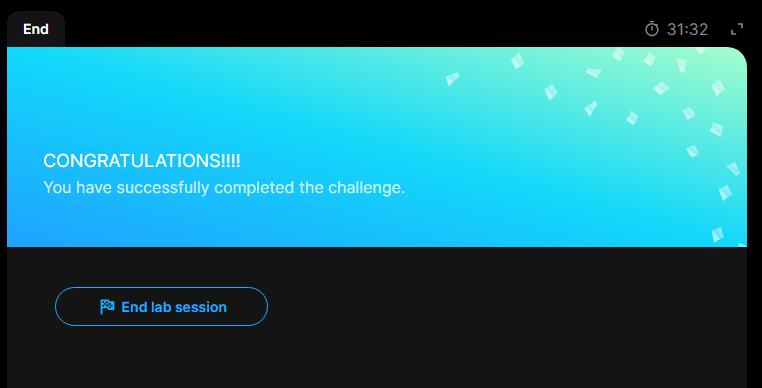 End
31:32
CONGRATULATIONS!!!!
You have successfully completed the challenge.
End lab session